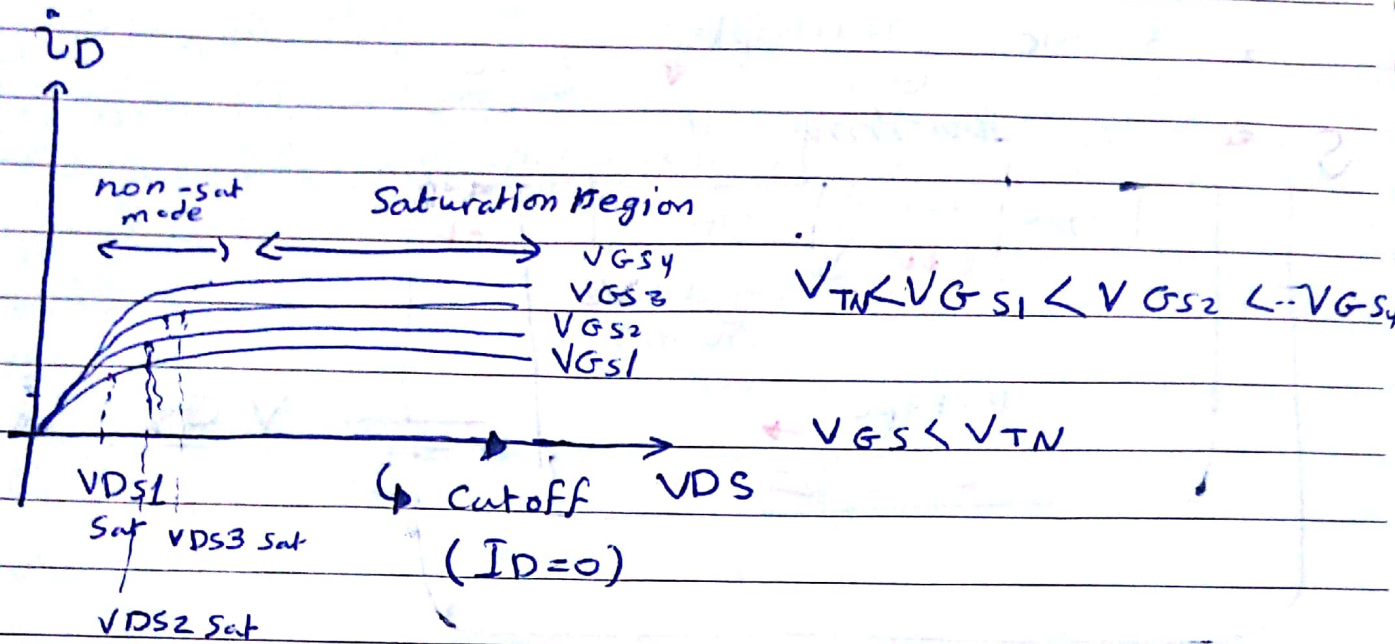 iD
non-sat
mode
Saturation Region
VGS4
VGS3
VGS2
VGS1
VTN<VGS1 < VGS2 <--VGS4
VGS < VTN
VDS
Cutoff
(ID=0)
VDS1
Sat
VDS3 Sat
VDS2 Sat